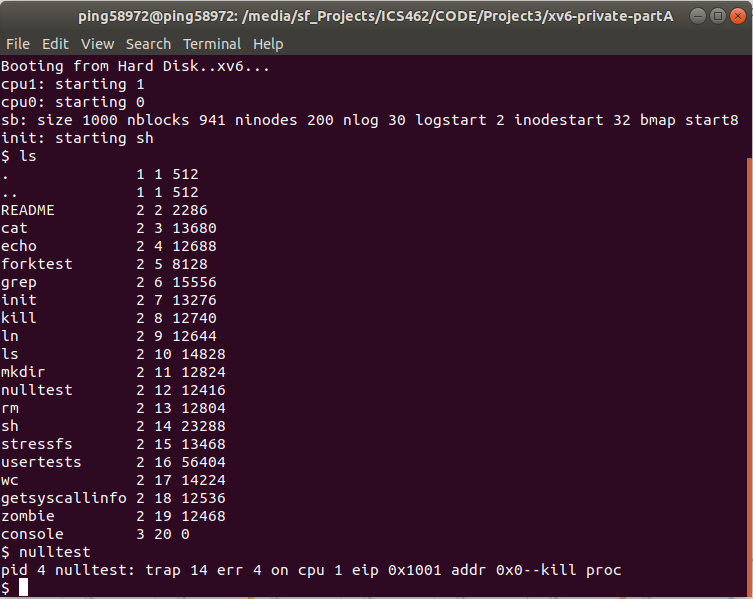 ping58972@ping58972: /media/sf_Projects/ICS462/CODE/Project3/xv6-private-partA
File Edit View Search Terminal Help
Booting from Hard Disk..xv6...
cpu1: starting 1
cpu0: starting 0
sb: size 1000 nblocks 941 ninodes 200 nlog 30 logstart 2 inodestart 32 bmap start8
init: starting sh
$ ls
. 1 1 512
.. 1 1 512
README 2 2 2286
cat 2 3 13680
echo 2 4 12688
forktest 2 5 8128
grep 2 6 15556
init 2 7 13276
kill 2 8 12740
ln 2 9 12644
ls 2 10 14828
mkdir 2 11 12824
nulltest 2 12 12416
rm 2 13 12804
sh 2 14 23288
stressfs 2 15 13468
usertests 2 16 56404
wc 2 17 14224
getsyscallinfo 2 18 12536
zombie 2 19 12468
console 3 20 0
$ nulltest
pid 4 nulltest: trap 14 err 4 on cpu 1 eip 0x1001 addr 0x0--kill proc
$